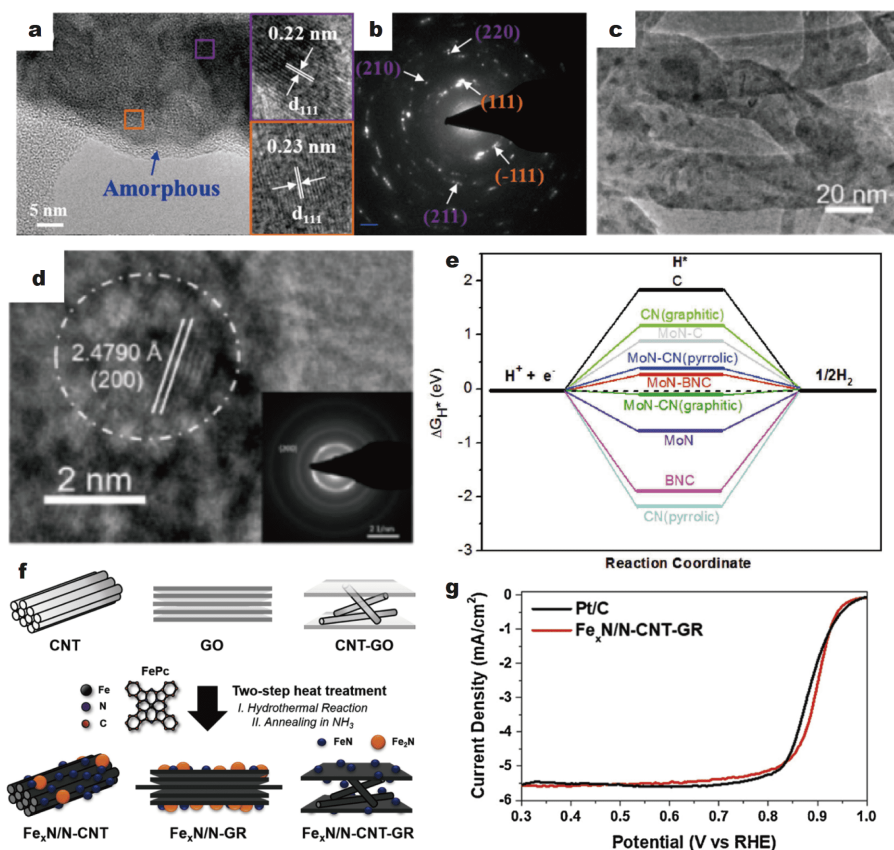 a
0.22 nm
d111
0.23 nm
d111
Amorphous
5 nm
b
(220)
(210)
(111)
(-111)
(211)
c
20 nm
d
2.4790 Å
(200)
2 nm
(200)
2 1/nm
e
H*
C
CN(graphitic)
MoN-C
MoN-CN(pyrrolic)
MoN-BNC
MoN-CN(graphitic)
MoN
BNC
CN(pyrrolic)
H+ + e-
1/2H2
ΔGH* (eV)
2
1
0
-1
-2
-3
Reaction Coordinate
f
CNT
GO
CNT-GO
FePc
Fe
N
C
Two-step heat treatment
I. Hydrothermal Reaction
II. Annealing in NH3
FeN
Fe2N
FexN/N-CNT
FexN/N-GR
FexN/N-CNT-GR
g
Pt/C
FexN/N-CNT-GR
Current Density (mA/cm2)
0
-1
-2
-3
-4
-5
-6
0.3
0.4
0.5
0.6
0.7
0.8
0.9
1.0
Potential (V vs RHE)